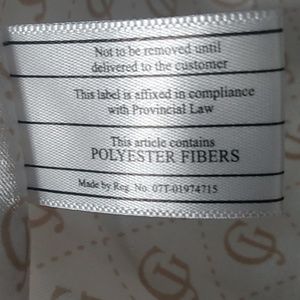 Not to be removed until
delivered to the customer
This label is affixed in compliance
with Provincial Law
This article contains
POLYESTER FIBERS
Made by Reg. No. 07T-01974715